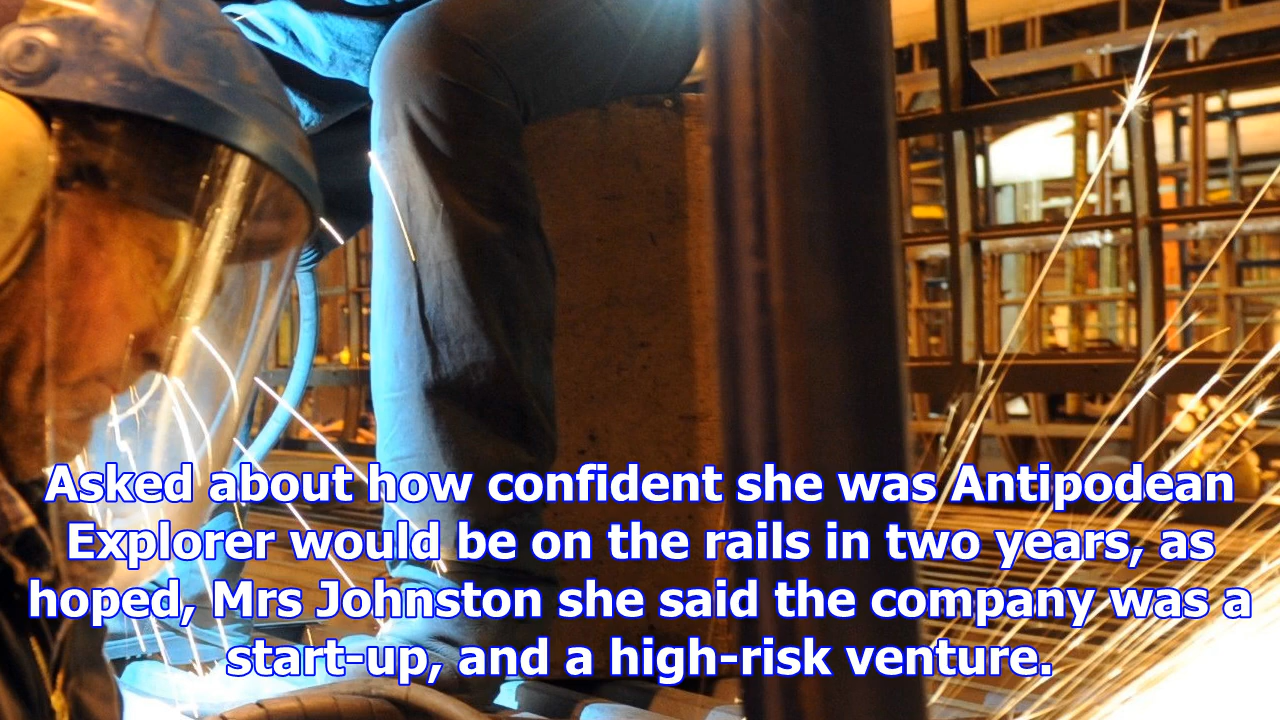 Asked about how confident she was Antipodean
Explorer would be on the rails in two years, as
hoped, Mrs Johnston she said the company was a
start-up, and a high-risk venture.